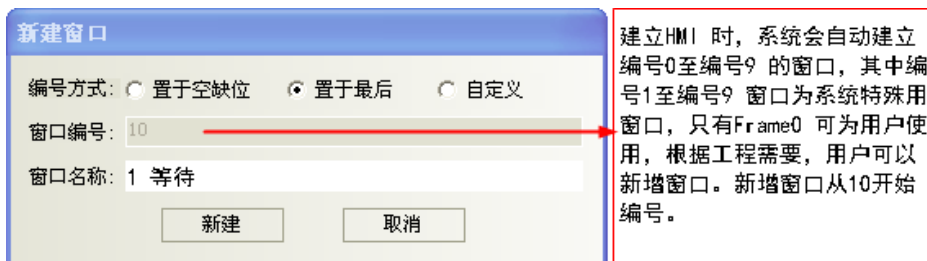 新建窗口
编号方式: 置于空缺位 置于最后 自定义
窗口编号: 10
窗口名称: 1 等待
新建 取消
建立HMI 时，系统会自动建立
编号0至编号9 的窗口，其中编
号1至编号9 窗口为系统特殊用
窗口，只有Frame0 可为用户使
用，根据工程需要，用户可以
新增窗口。新增窗口从10开始
编号。